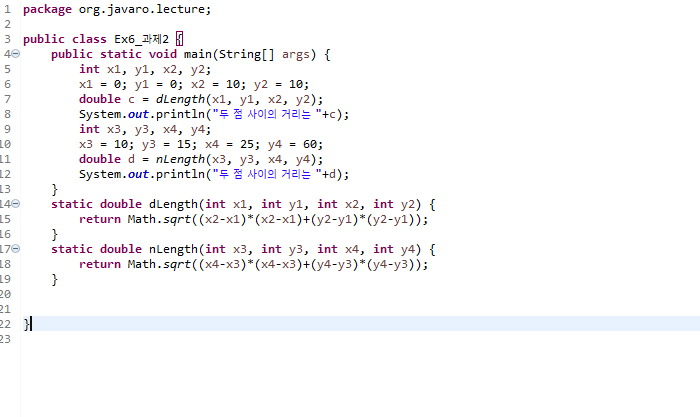 1 package org.javaro.lecture;
2
3 public class Ex6_과제2 {
4 public static void main(String[] args) {
5 int x1, y1, x2, y2;
6 x1 = 0; y1 = 0; x2 = 10; y2 = 10;
7 double c = dLength(x1, y1, x2, y2);
8 System.out.println("두 점 사이의 거리는 "+c);
9 int x3, y3, x4, y4;
10 x3 = 10; y3 = 15; x4 = 25; y4 = 60;
11 double d = nLength(x3, y3, x4, y4);
12 System.out.println("두 점 사이의 거리는 "+d);
13 }
14 static double dLength(int x1, int y1, int x2, int y2) {
15 return Math.sqrt((x2-x1)*(x2-x1)+(y2-y1)*(y2-y1));
16 }
17 static double nLength(int x3, int y3, int x4, int y4) {
18 return Math.sqrt((x4-x3)*(x4-x3)+(y4-y3)*(y4-y3));
19 }
20
21
22 }
23